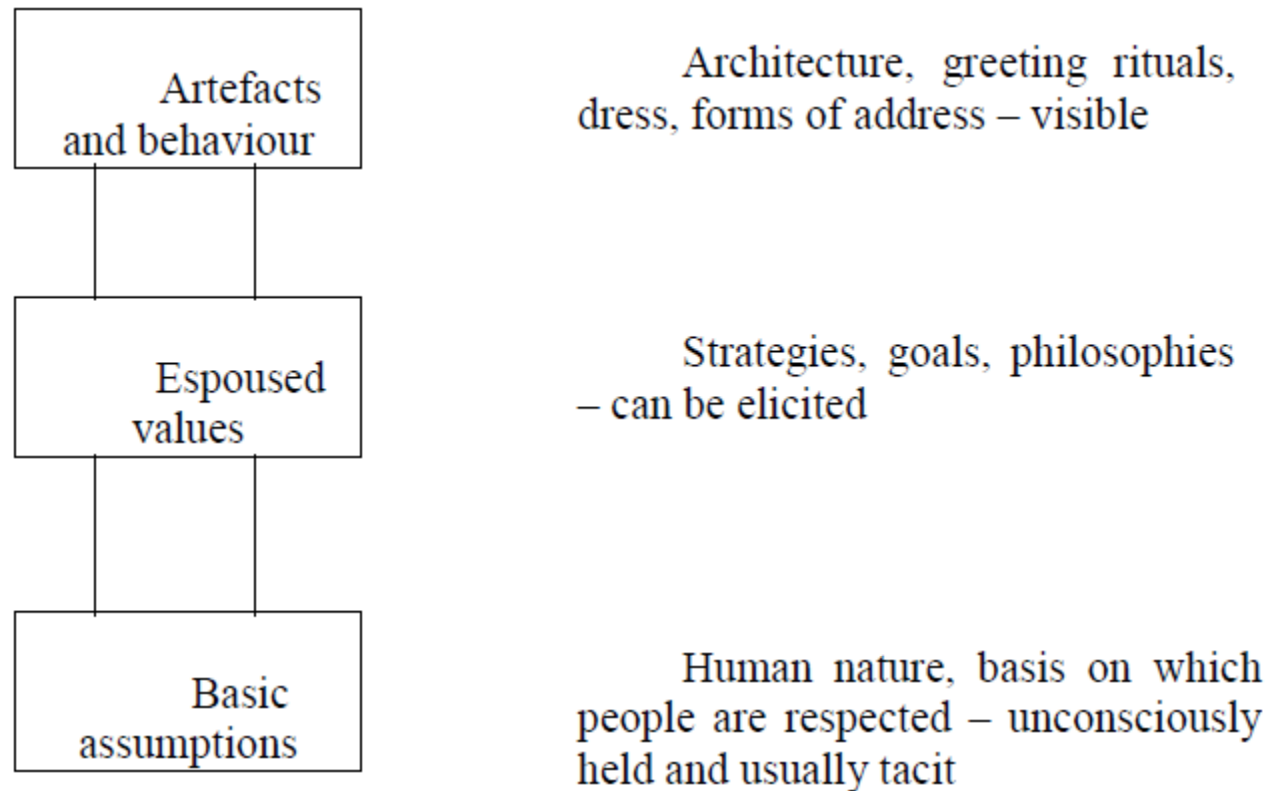 Artefacts
and behaviour
Architecture, greeting rituals,
dress, forms of address – visible
Espoused
values
Strategies, goals, philosophies
– can be elicited
Basic
assumptions
Human nature, basis on which
people are respected – unconsciously
held and usually tacit